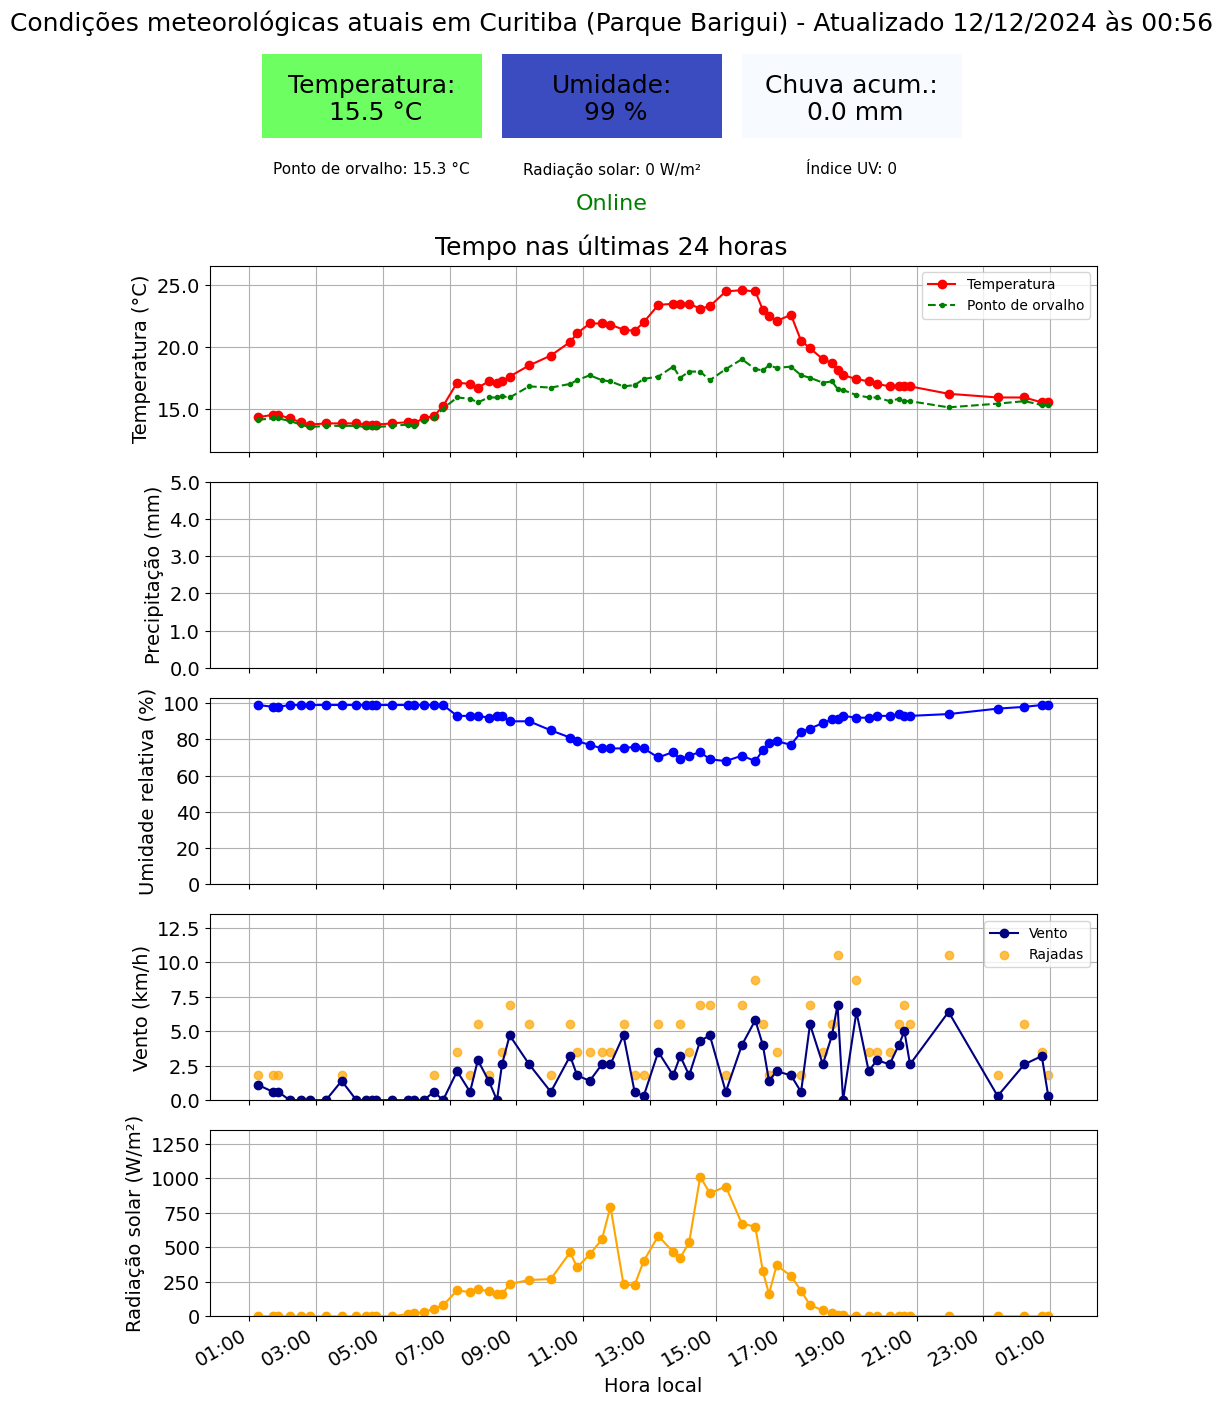 Condições meteorológicas atuais em Curitiba (Parque Barigui) - Atualizado 12/12/2024 às 00:56
Temperatura:
15.5 °C
Umidade:
99 %
Chuva acum.:
0.0 mm
Ponto de orvalho: 15.3 °C
Radiação solar: 0 W/m²
Índice UV: 0
Online
Tempo nas últimas 24 horas
Temperatura (°C)
25.0
20.0
15.0
Temperatura
Ponto de orvalho
Precipitação (mm)
5.0
4.0
3.0
2.0
1.0
0.0
Umidade relativa (%)
100
80
60
40
20
0
Vento (km/h)
12.5
10.0
7.5
5.0
2.5
0.0
Vento
Rajadas
Radiação solar (W/m²)
1250
1000
750
500
250
0
01:00
03:00
05:00
07:00
09:00
11:00
13:00
15:00
17:00
19:00
21:00
23:00
01:00
Hora local